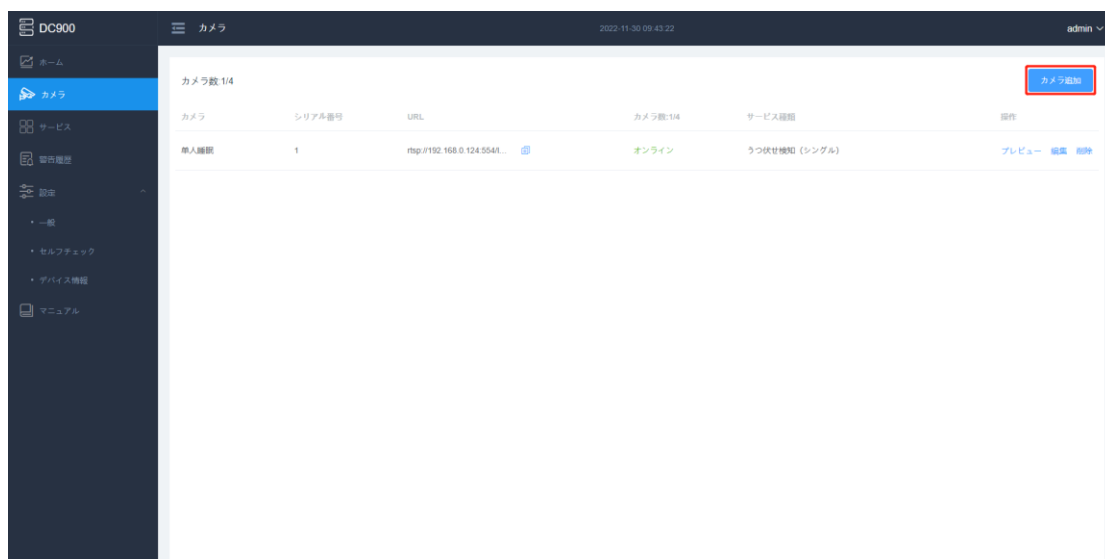 DC900
カメラ
2022-11-30 09:43:22
admin
ホーム
カメラ
サービス
警告履歴
設定
一般
セルフチェック
デバイス情報
マニュアル
カメラ数:1/4
カメラ追加
カメラ シリアル番号 URL カメラ数:1/4 サービス種類 操作
单人睡眠 1 rtsp://192.168.0.124:554/l... オンライン うつ伏せ検知（シングル） プレビュー 編集 削除